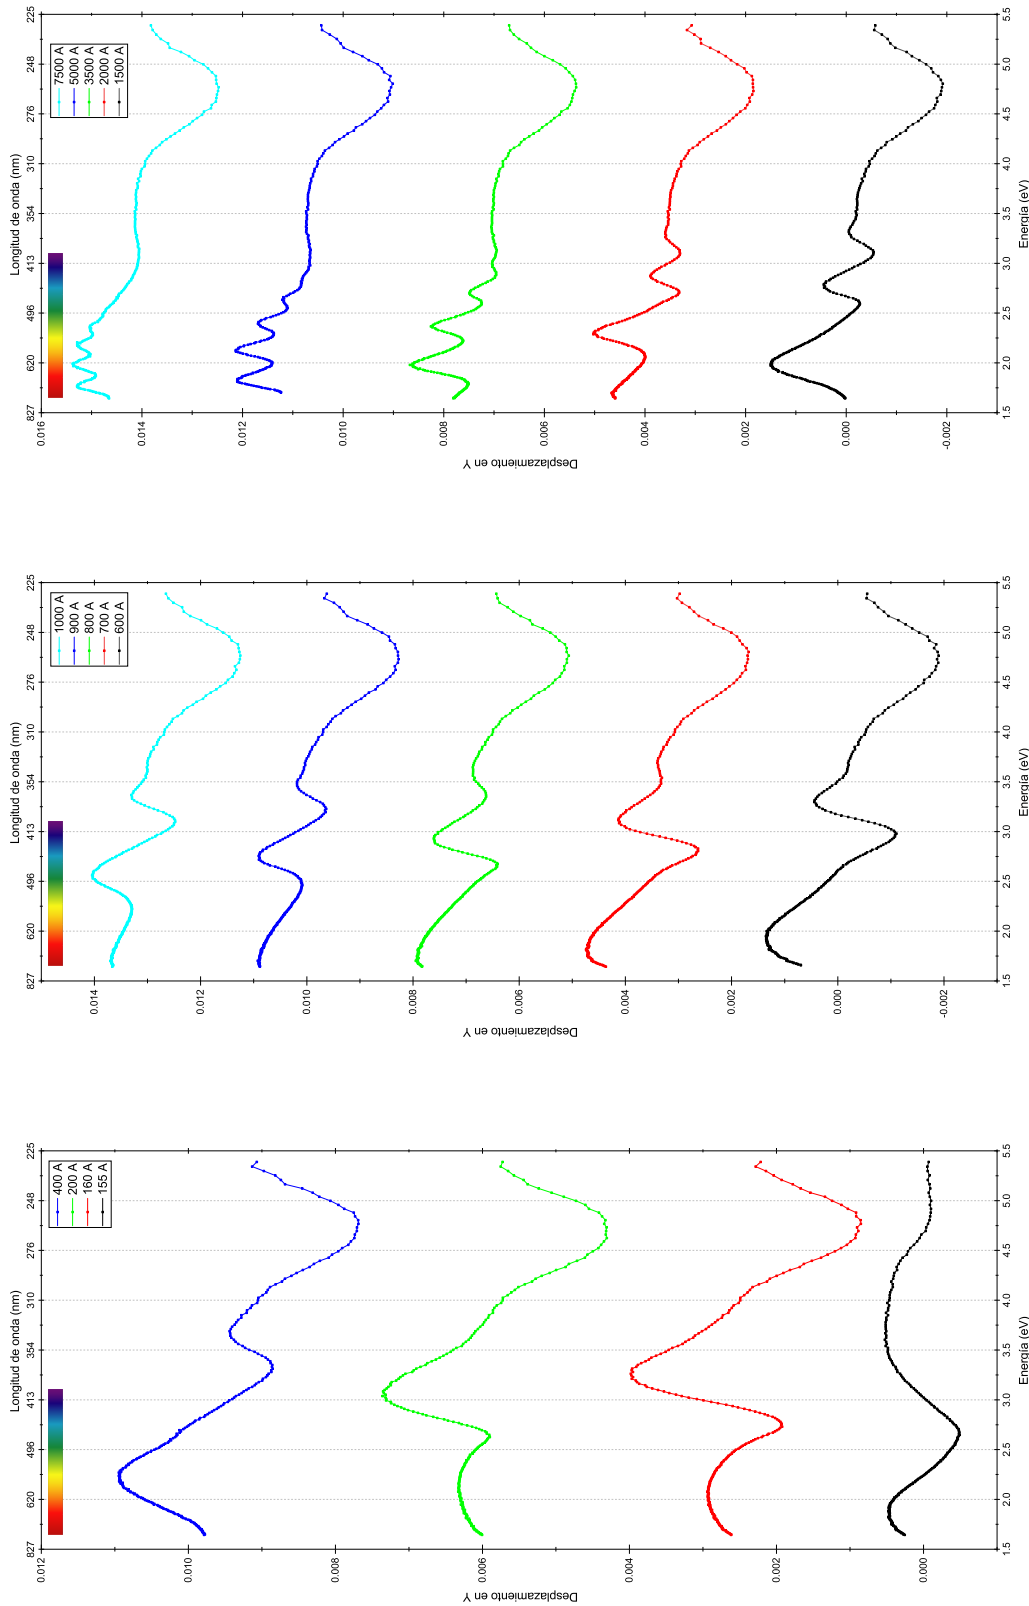 Longitud de onda (nm)
827 620 496 413 354 310 276 248 225
400 A
200 A
160 A
155 A
0.012
0.010
0.008
0.006
0.004
0.002
0.000
Desplazamiento en Y
1.5 2.0 2.5 3.0 3.5 4.0 4.5 5.0 5.5
Energía (eV)
Longitud de onda (nm)
827 620 496 413 354 310 276 248 225
1000 A
900 A
800 A
700 A
600 A
0.014
0.012
0.010
0.008
0.006
0.004
0.002
0.000
-0.002
Desplazamiento en Y
1.5 2.0 2.5 3.0 3.5 4.0 4.5 5.0 5.5
Energía (eV)
Longitud de onda (nm)
827 620 496 413 354 310 276 248 225
7500 A
5000 A
3500 A
2000 A
1500 A
0.016
0.014
0.012
0.010
0.008
0.006
0.004
0.002
0.000
-0.002
Desplazamiento en Y
1.5 2.0 2.5 3.0 3.5 4.0 4.5 5.0 5.5
Energía (eV)